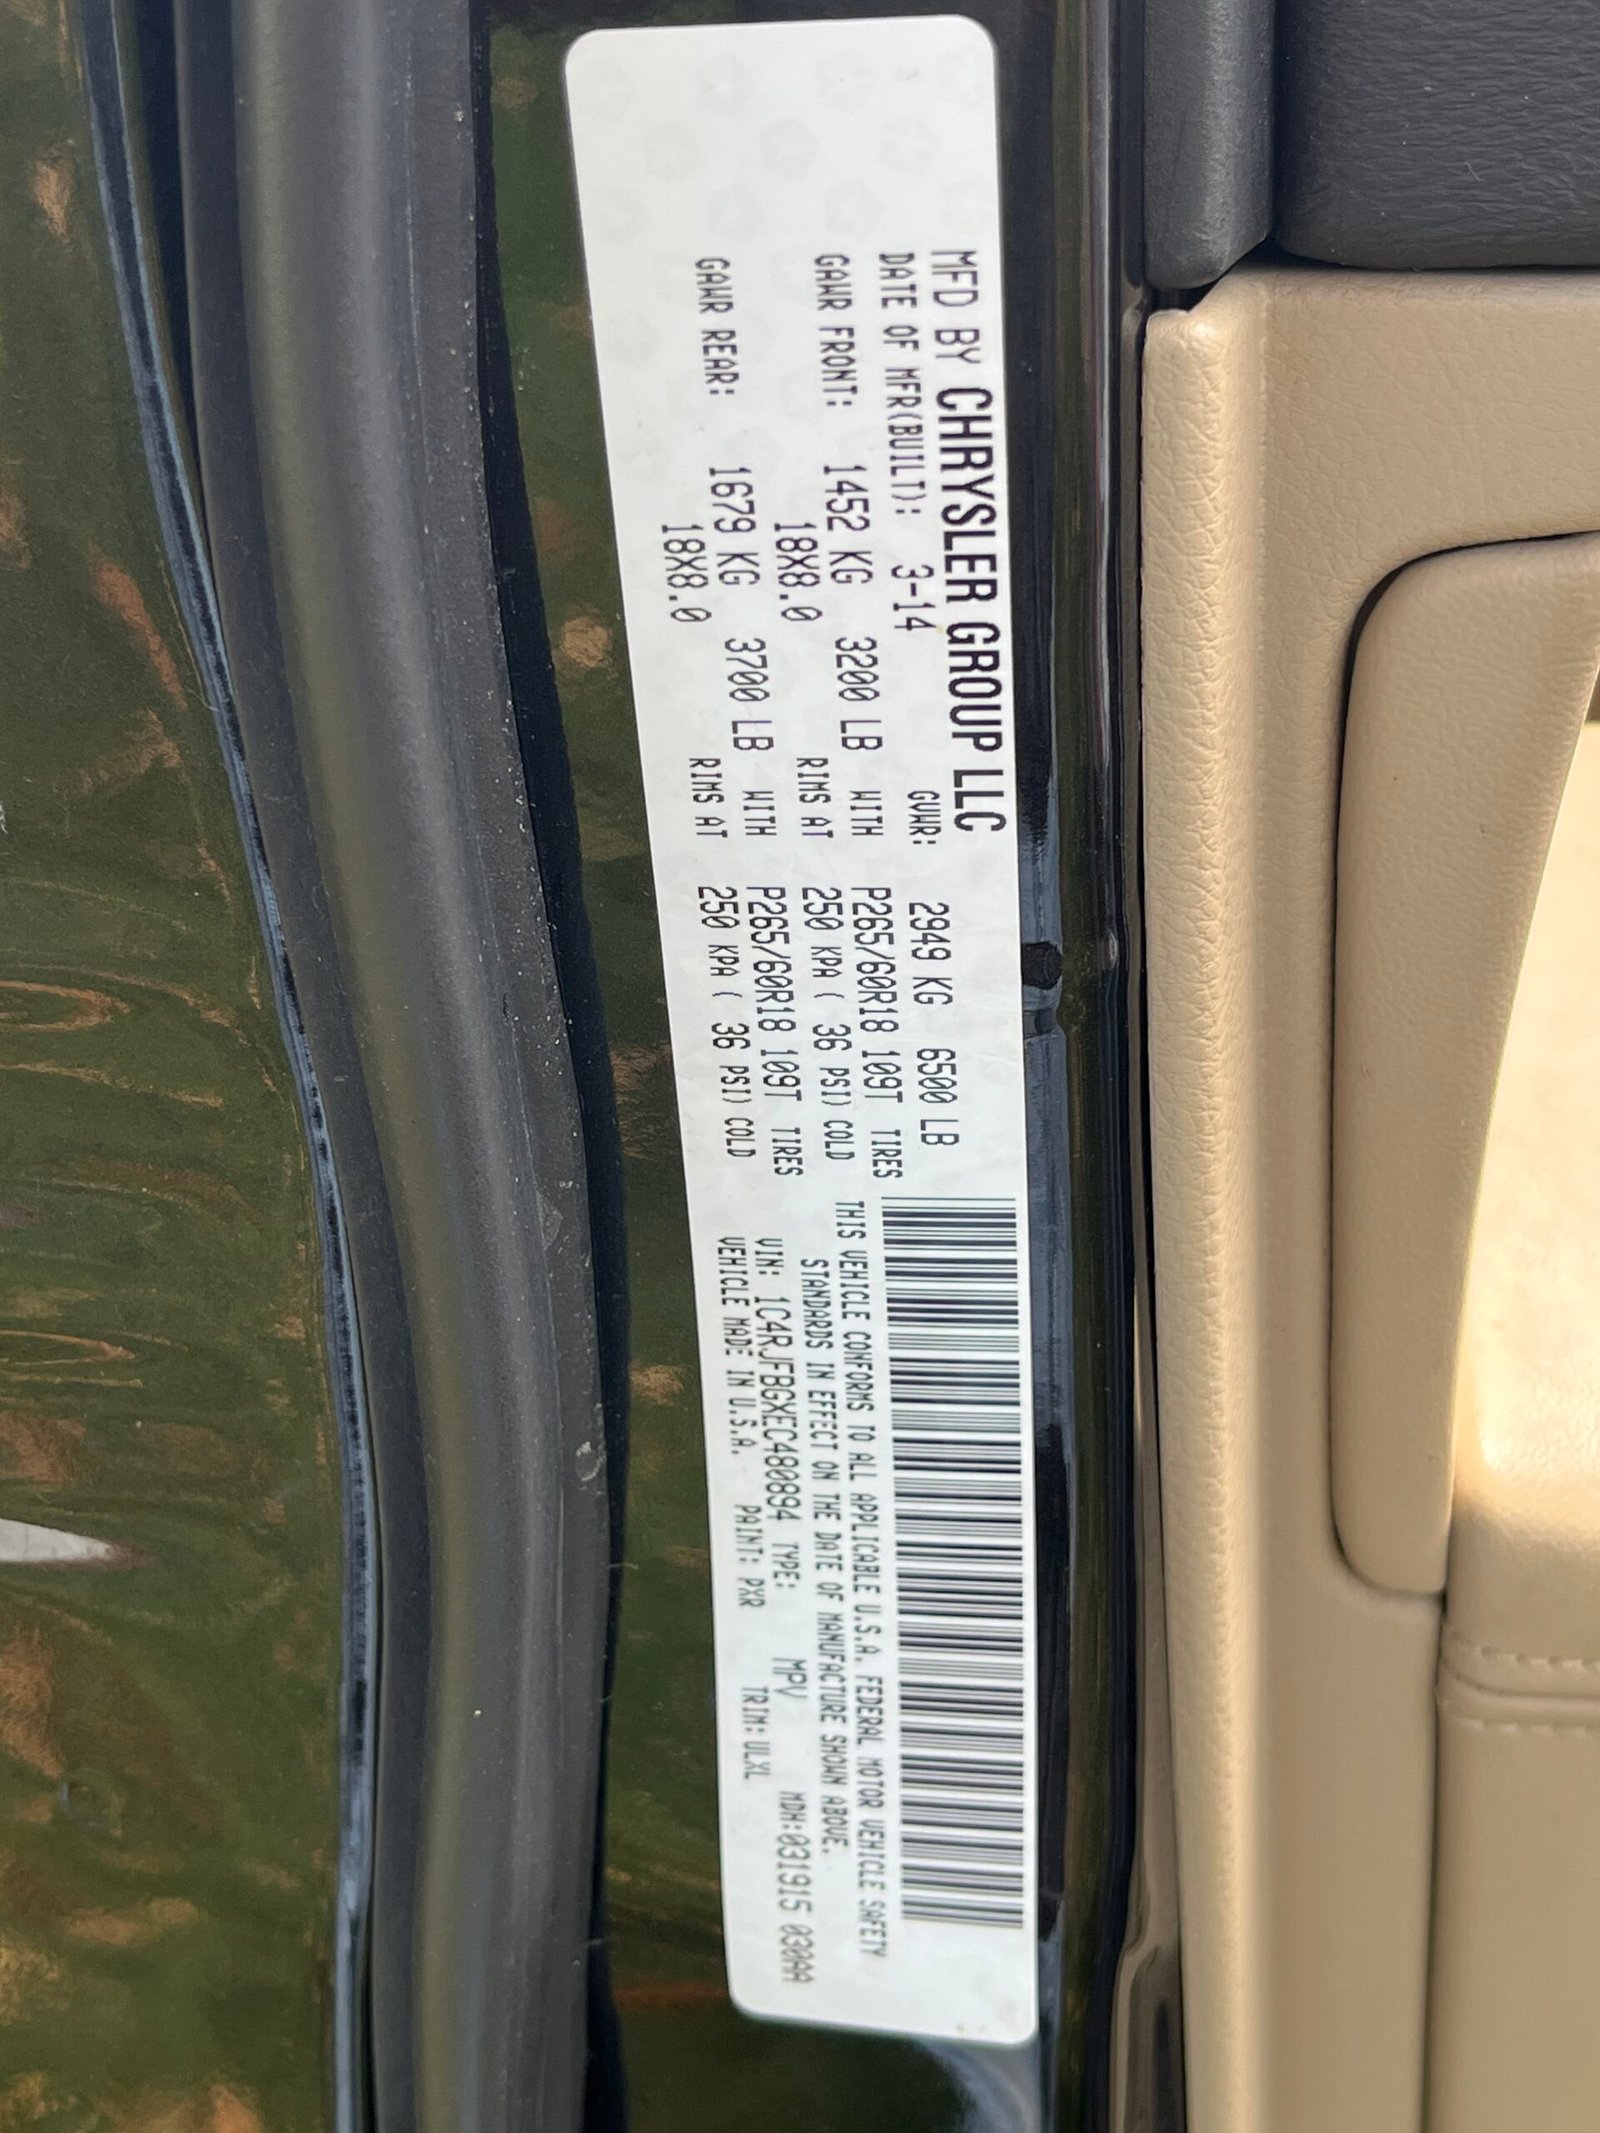 MFD BY CHRYSLER GROUP LLC
DATE OF MFR(BUILT): 3-14 GVWR: 2949 KG 6500 LB
GAWR FRONT: 1452 KG 3200 LB WITH P265/60R18 109T TIRES
18X8.0 RIMS AT 250 KPA ( 36 PSI) COLD
GAWR REAR: 1679 KG 3700 LB WITH P265/60R18 109T TIRES
18X8.0 RIMS AT 250 KPA ( 36 PSI) COLD
THIS VEHICLE CONFORMS TO ALL APPLICABLE U.S.A. FEDERAL MOTOR VEHICLE SAFETY
STANDARDS IN EFFECT ON THE DATE OF MANUFACTURE SHOWN ABOVE.
VIN: 1C4RJFBGXEC480894 TYPE: MPV MDH:031915 030AA
VEHICLE MADE IN U.S.A. PAINT: PXR TRIM: ULXL